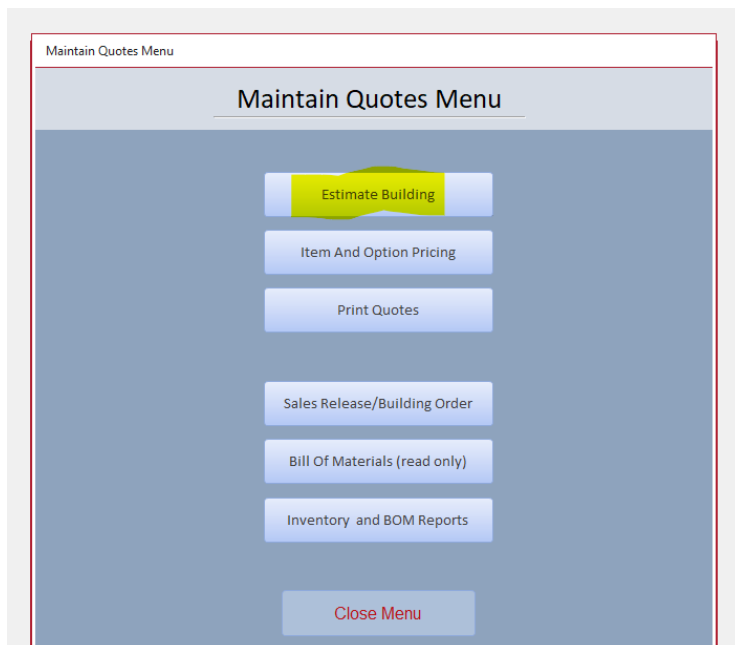 Maintain Quotes Menu
Maintain Quotes Menu
Estimate Building
Item And Option Pricing
Print Quotes
Sales Release/Building Order
Bill Of Materials (read only)
Inventory and BOM Reports
Close Menu